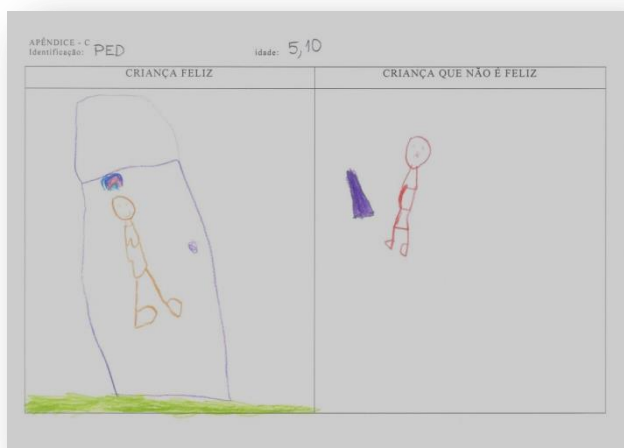 APÊNDICE - C
Identificação: PED idade: 5,10
CRIANÇA FELIZ CRIANÇA QUE NÃO É FELIZ